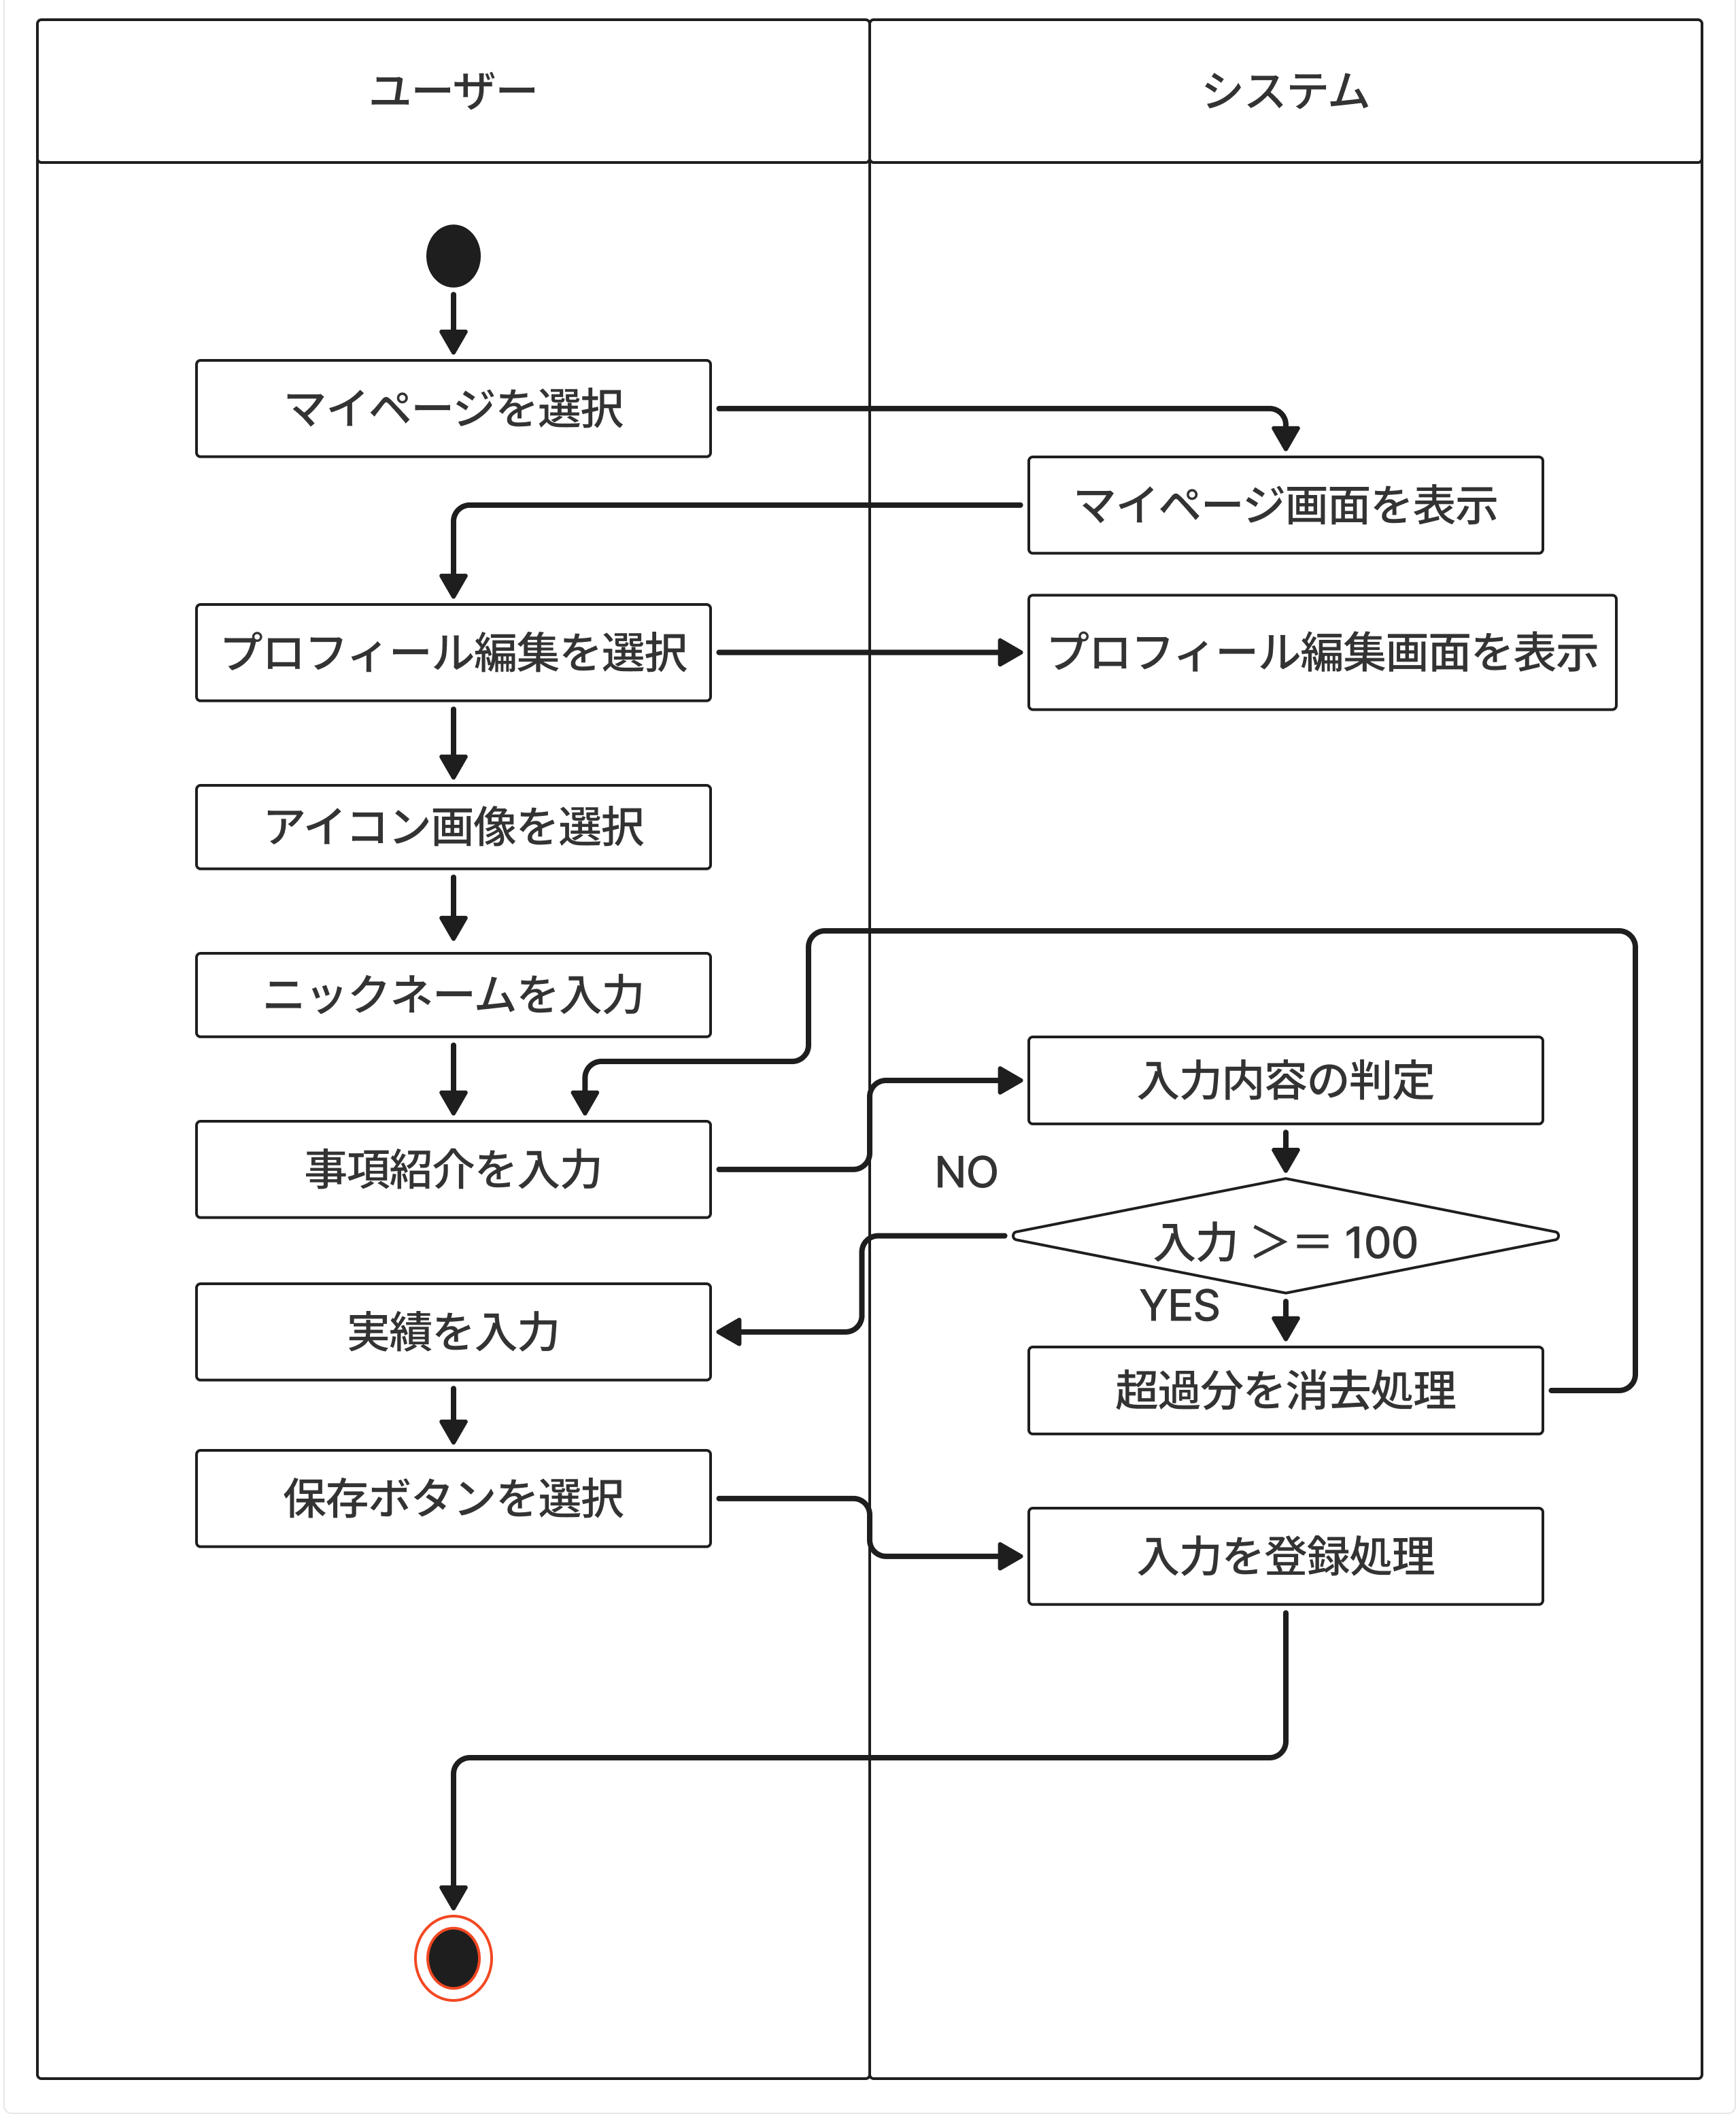 ユーザー
システム
マイページを選択
マイページ画面を表示
プロフィール編集を選択
プロフィール編集画面を表示
アイコン画像を選択
ニックネームを入力
入力内容の判定
事項紹介を入力
NO
入力 ＞＝ 100
YES
実績を入力
超過分を消去処理
保存ボタンを選択
入力を登録処理